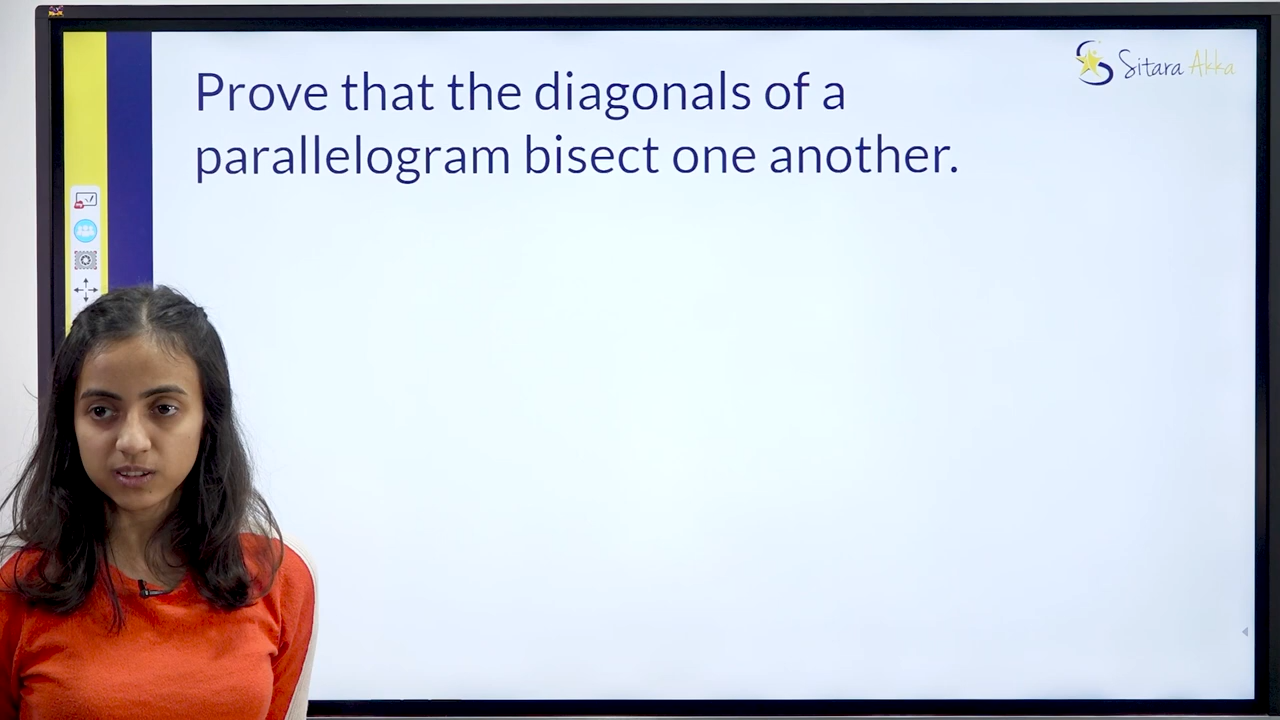 Prove that the diagonals of a
parallelogram bisect one another.
Sitara Akka